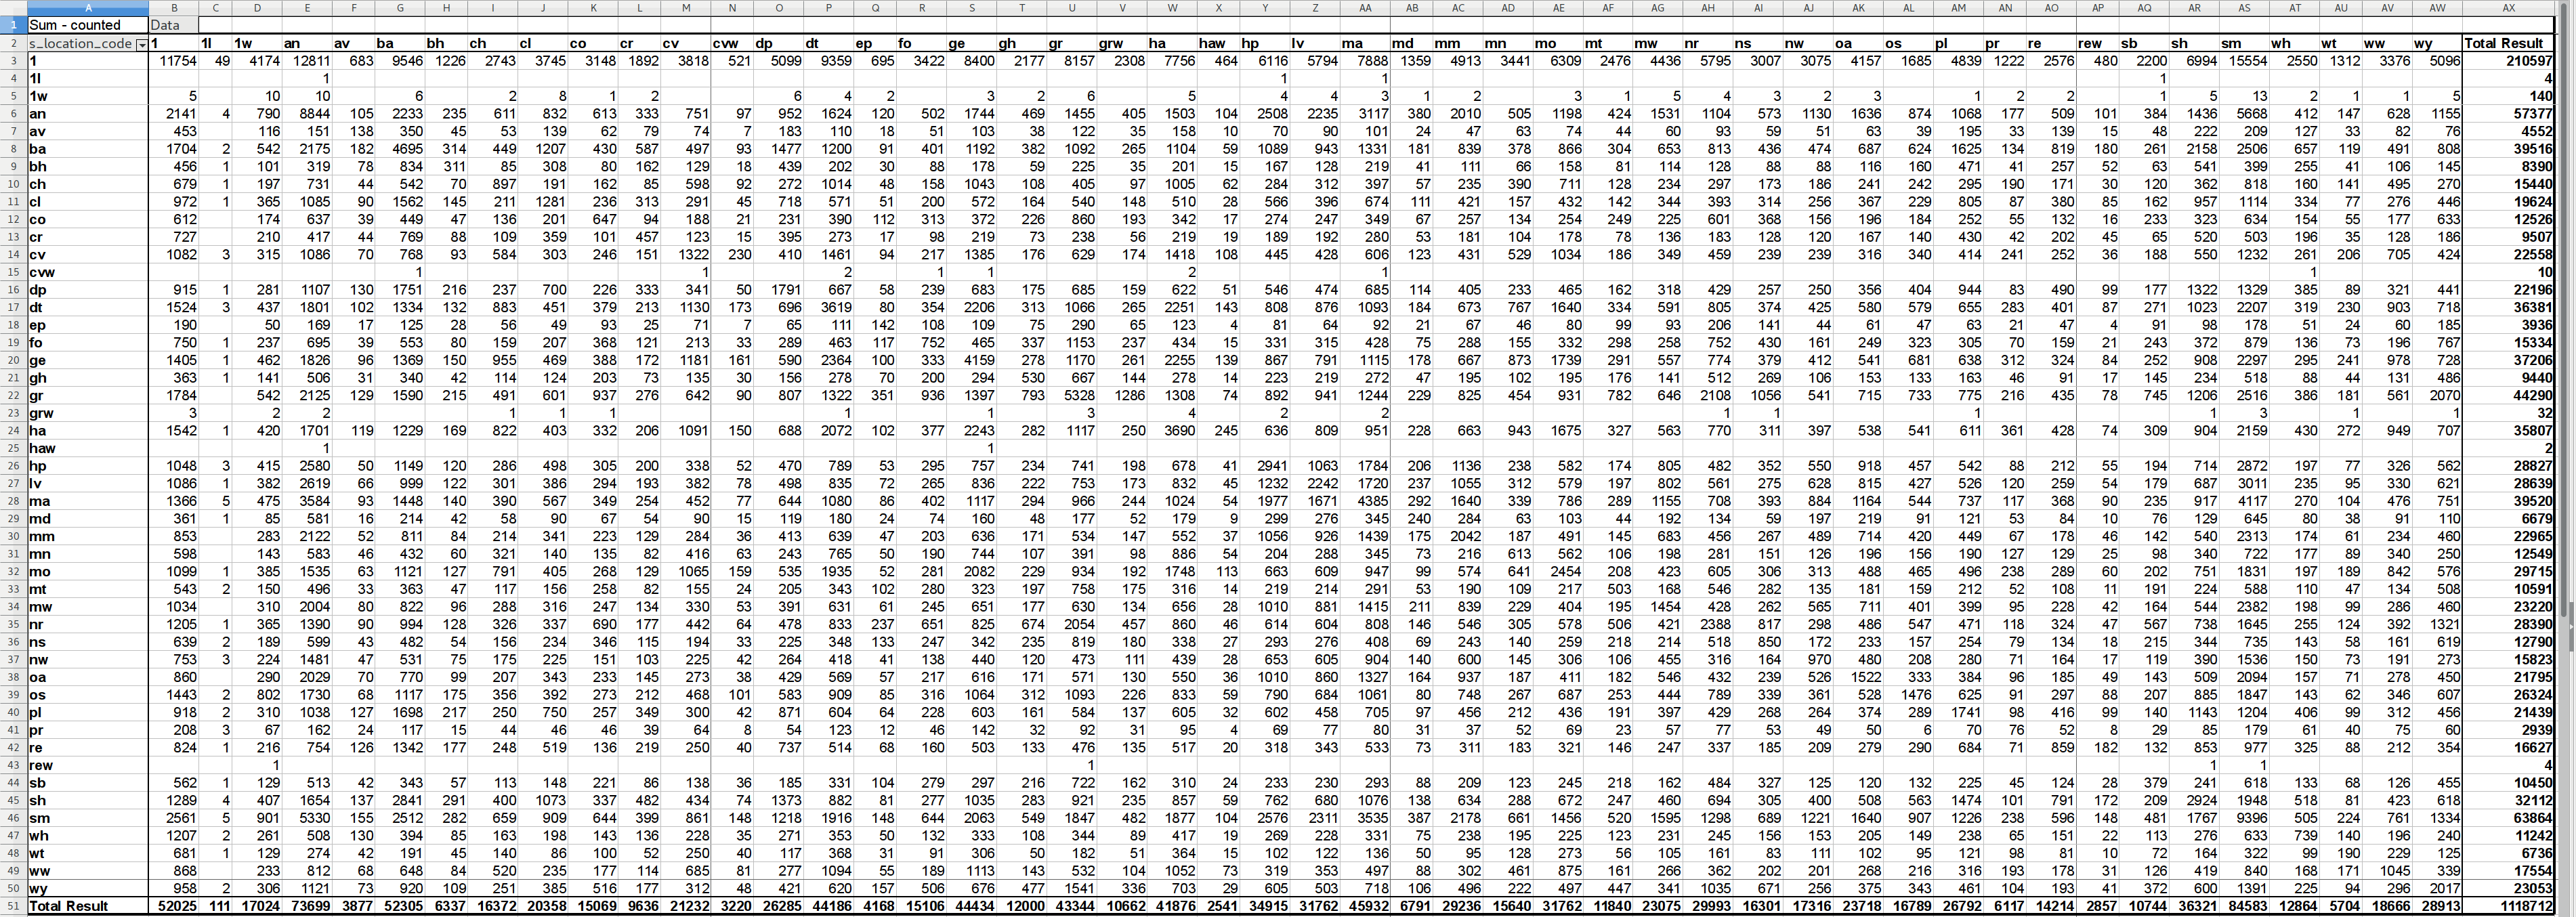 A B C D E F G H I J K L M N O P Q R S T U V W X Y Z AA AB AC AD AE AF AG AH AI AJ AK AL AM AN AO AP AQ AR AS AT AU AV AW AX
1 Sum - counted Data
2 s_location_code 1 1l 1w an av ba bh ch cl co cr cv cvw dp dt ep fo ge gh gr grw ha haw hp lv ma md mm mn mo mt mw nr ns nw oa os pl pr re rew sb sh sm wh wt ww wy Total Result
3 1 11754 49 4174 12811 683 9546 1226 2743 3745 3148 1892 3818 521 5099 9359 695 3422 8400 2177 8157 2308 7756 464 6116 5794 7888 1359 4913 3441 6309 2476 4436 5795 3007 3075 4157 1685 4839 1222 2576 480 2200 6994 15554 2550 1312 3376 5096 210597
4 1l 1 1 1 1 4
5 1w 5 10 10 6 2 8 1 2 6 4 2 3 2 6 5 4 4 3 1 2 3 1 5 4 3 2 3 1 2 2 1 5 13 2 1 1 5 140
6 an 2141 4 790 8844 105 2233 235 611 832 613 333 751 97 952 1624 120 502 1744 469 1455 405 1503 104 2508 2235 3117 380 2010 505 1198 424 1531 1104 573 1130 1636 874 1068 177 509 101 384 1436 5668 412 147 628 1155 57377
7 av 453 116 151 138 350 45 53 139 62 79 74 7 183 110 18 51 103 38 122 35 158 10 70 90 101 24 47 63 74 44 60 93 59 51 63 39 195 33 139 15 48 222 209 127 33 82 76 4552
8 ba 1704 2 542 2175 182 4695 314 449 1207 430 587 497 93 1477 1200 91 401 1192 382 1092 265 1104 59 1089 943 1331 181 839 378 866 304 653 813 436 474 687 624 1625 134 819 180 261 2158 2506 657 119 491 808 39516
9 bh 456 1 101 319 78 834 311 85 308 80 162 129 18 439 202 30 88 178 59 225 35 201 15 167 128 219 41 111 66 158 81 114 128 88 88 116 160 471 41 257 52 63 541 399 255 41 106 145 8390
10 ch 679 1 197 731 44 542 70 897 191 162 85 598 92 272 1014 48 158 1043 108 405 97 1005 62 284 312 397 57 235 390 711 128 234 297 173 186 241 242 295 190 171 30 120 362 818 160 141 495 270 15440
11 cl 972 1 365 1085 90 1562 145 211 1281 236 313 291 45 718 571 51 200 572 164 540 148 510 28 566 396 674 111 421 157 432 142 344 393 314 256 367 229 805 87 380 85 162 957 1114 334 77 276 446 19624
12 co 612 174 637 39 449 47 136 201 647 94 188 21 231 390 112 313 372 226 860 193 342 17 274 247 349 67 257 134 254 249 225 601 368 156 196 184 252 55 132 16 233 323 634 154 55 177 633 12526
13 cr 727 210 417 44 769 88 109 359 101 457 123 15 395 273 17 98 219 73 238 56 219 19 189 192 280 53 181 104 178 78 136 183 128 120 167 140 430 42 202 45 65 520 503 196 35 128 186 9507
14 cv 1082 3 315 1086 70 768 93 584 303 246 151 1322 230 410 1461 94 217 1385 176 629 174 1418 108 445 428 606 123 431 529 1034 186 349 459 239 239 316 340 414 241 252 36 188 550 1232 261 206 705 424 22558
15 cvw 1 1 2 1 1 2 1 1 10
16 dp 915 1 281 1107 130 1751 216 237 700 226 333 341 50 1791 667 58 239 683 175 685 159 622 51 546 474 685 114 405 233 465 162 318 429 257 250 356 404 944 83 490 99 177 1322 1329 385 89 321 441 22196
17 dt 1524 3 437 1801 102 1334 132 883 451 379 213 1130 173 696 3619 80 354 2206 313 1066 265 2251 143 808 876 1093 184 673 767 1640 334 591 805 374 425 580 579 655 283 401 87 271 1023 2207 319 230 903 718 36381
18 ep 190 50 169 17 125 28 56 49 93 25 71 7 65 111 142 108 109 75 290 65 123 4 81 64 92 21 67 46 80 99 93 206 141 44 61 47 63 21 47 4 91 98 178 51 24 60 185 3936
19 fo 750 1 237 695 39 553 80 159 207 368 121 213 33 289 463 117 752 465 337 1153 237 434 15 331 315 428 75 288 155 332 298 258 752 430 161 249 323 305 70 159 21 243 372 879 136 73 196 767 15334
20 ge 1405 1 462 1826 96 1369 150 955 469 388 172 1181 161 590 2364 100 333 4159 278 1170 261 2255 139 867 791 1115 178 667 873 1739 291 557 774 379 412 541 681 638 312 324 84 252 908 2297 295 241 978 728 37206
21 gh 363 1 141 506 31 340 42 114 124 203 73 135 30 156 278 70 200 294 530 667 144 278 14 223 219 272 47 195 102 195 176 141 512 269 106 153 133 163 46 91 17 145 234 518 88 44 131 486 9440
22 gr 1784 542 2125 129 1590 215 491 601 937 276 642 90 807 1322 351 936 1397 793 5328 1286 1308 74 892 941 1244 229 825 454 931 782 646 2108 1056 541 715 733 775 216 435 78 745 1206 2516 386 181 561 2070 44290
23 grw 3 2 2 1 1 1 1 1 3 4 2 2 1 1 1 1 3 1 1 32
24 ha 1542 1 420 1701 119 1229 169 822 403 332 206 1091 150 688 2072 102 377 2243 282 1117 250 3690 245 636 809 951 228 663 943 1675 327 563 770 311 397 538 541 611 361 428 74 309 904 2159 430 272 949 707 35807
25 haw 1 1 2
26 hp 1048 3 415 2580 50 1149 120 286 498 305 200 338 52 470 789 53 295 757 234 741 198 678 41 2941 1063 1784 206 1136 238 582 174 805 482 352 550 918 457 542 88 212 55 194 714 2872 197 77 326 562 28827
27 lv 1086 1 382 2619 66 999 122 301 386 294 193 382 78 498 835 72 265 836 222 753 173 832 45 1232 2242 1720 237 1055 312 579 197 802 561 275 628 815 427 526 120 259 54 179 687 3011 235 95 330 621 28639
28 ma 1366 5 475 3584 93 1448 140 390 567 349 254 452 77 644 1080 86 402 1117 294 966 244 1024 54 1977 1671 4385 292 1640 339 786 289 1155 708 393 884 1164 544 737 117 368 90 235 917 4117 270 104 476 751 39520
29 md 361 1 85 581 16 214 42 58 90 67 54 90 15 119 180 24 74 160 48 177 52 179 9 299 276 345 240 284 63 103 44 192 134 59 197 219 91 121 53 84 10 76 129 645 80 38 91 110 6679
30 mm 853 283 2122 52 811 84 214 341 223 129 284 36 413 639 47 203 636 171 534 147 552 37 1056 926 1439 175 2042 187 491 145 683 456 267 489 714 420 449 67 178 46 142 540 2313 174 61 234 460 22965
31 mn 598 143 583 46 432 60 321 140 135 82 416 63 243 765 50 190 744 107 391 98 886 54 204 288 345 73 216 613 562 106 198 281 151 126 196 156 190 127 129 25 98 340 722 177 89 340 250 12549
32 mo 1099 1 385 1535 63 1121 127 791 405 268 129 1065 159 535 1935 52 281 2082 229 934 192 1748 113 663 609 947 99 574 641 2454 208 423 605 306 313 488 465 496 238 289 60 202 751 1831 197 189 842 576 29715
33 mt 543 2 150 496 33 363 47 117 156 258 82 155 24 205 343 102 280 323 197 758 175 316 14 219 214 291 53 190 109 217 503 168 546 282 135 181 159 212 52 108 11 191 224 588 110 47 134 508 10591
34 mw 1034 310 2004 80 822 96 288 316 247 134 330 53 391 631 61 245 651 177 630 134 656 28 1010 881 1415 211 839 229 404 195 1454 428 262 565 711 401 399 95 228 42 164 544 2382 198 99 286 460 23220
35 nr 1205 1 365 1390 90 994 128 326 337 690 177 442 64 478 833 237 651 825 674 2054 457 860 46 614 604 808 146 546 305 578 506 421 2388 817 298 486 547 471 118 324 47 567 738 1645 255 124 392 1321 28390
36 ns 639 2 189 599 43 482 54 156 234 346 115 194 33 225 348 133 247 342 235 819 180 338 27 293 276 408 69 243 140 259 218 214 518 850 172 233 157 254 79 134 18 215 344 735 143 58 161 619 12790
37 nw 753 3 224 1481 47 531 75 175 225 151 103 225 42 264 418 41 138 440 120 473 111 439 28 653 605 904 140 600 145 306 106 455 316 164 970 480 208 280 71 164 17 119 390 1536 150 73 191 273 15823
38 oa 860 290 2029 70 770 99 207 343 233 145 273 38 429 569 57 217 616 171 571 130 550 36 1010 860 1327 164 937 187 411 182 546 432 239 526 1522 333 384 96 185 49 143 509 2094 157 71 278 450 21795
39 os 1443 2 802 1730 68 1117 175 356 392 273 212 468 101 583 909 85 316 1064 312 1093 226 833 59 790 684 1061 80 748 267 687 253 444 789 339 361 528 1476 625 91 297 88 207 885 1847 143 62 346 607 26324
40 pl 918 2 310 1038 127 1698 217 250 750 257 349 300 42 871 604 64 228 603 161 584 137 605 32 602 458 705 97 456 212 436 191 397 429 268 264 374 289 1741 98 416 99 140 1143 1204 406 99 312 456 21439
41 pr 208 3 67 162 24 117 15 44 46 46 39 64 8 54 123 12 46 142 32 92 31 95 4 69 77 80 31 37 52 69 23 57 77 53 49 50 6 70 76 52 8 29 85 179 61 40 75 60 2939
42 re 824 1 216 754 126 1342 177 248 519 136 219 250 40 737 514 68 160 503 133 476 135 517 20 318 343 533 73 311 183 321 146 247 337 185 209 279 290 684 71 859 182 132 853 977 325 88 212 354 16627
43 rew 1 1 1 1 4
44 sb 562 1 129 513 42 343 57 113 148 221 86 138 36 185 331 104 279 297 216 722 162 310 24 233 230 293 88 209 123 245 218 162 484 327 125 120 132 225 45 124 28 379 241 618 133 68 126 455 10450
45 sh 1289 4 407 1654 137 2841 291 400 1073 337 482 434 74 1373 882 81 277 1035 283 921 235 857 59 762 680 1076 138 634 288 672 247 460 694 305 400 508 563 1474 101 791 172 209 2924 1948 518 81 423 618 32112
46 sm 2561 5 901 5330 155 2512 282 659 909 644 399 861 148 1218 1916 148 644 2063 549 1847 482 1877 104 2576 2311 3535 387 2178 661 1456 520 1595 1298 689 1221 1640 907 1226 238 596 148 481 1767 9396 505 224 761 1334 63864
47 wh 1207 2 261 508 130 394 85 163 198 143 136 228 35 271 353 50 132 333 108 344 89 417 19 269 228 331 75 238 195 225 123 231 245 156 153 205 149 238 65 151 22 113 276 633 739 140 196 240 11242
48 wt 681 1 129 274 42 191 45 140 86 100 52 250 40 117 368 31 91 306 50 182 51 364 15 102 122 136 50 95 128 273 56 105 161 83 111 102 95 121 98 81 10 72 164 322 99 190 229 125 6736
49 ww 868 233 812 68 648 84 520 235 177 114 685 81 277 1094 55 189 1113 143 532 104 1052 73 319 353 497 88 302 461 875 161 266 362 202 201 268 216 316 193 178 31 126 419 840 168 171 1045 339 17554
50 wy 958 2 306 1121 73 920 109 251 385 516 177 312 48 421 620 157 506 676 477 1541 336 703 29 605 503 718 106 496 222 497 447 341 1035 671 256 375 343 461 104 193 41 372 600 1391 225 94 296 2017 23053
51 Total Result 52025 111 17024 73699 3877 52305 6337 16372 20358 15069 9636 21232 3220 26285 44186 4168 15106 44434 12000 43344 10662 41876 2541 34915 31762 45932 6791 29236 15640 31762 11840 23075 29993 16301 17316 23718 16789 26792 6117 14214 2857 10744 36321 84583 12864 5704 18666 28913 1118712